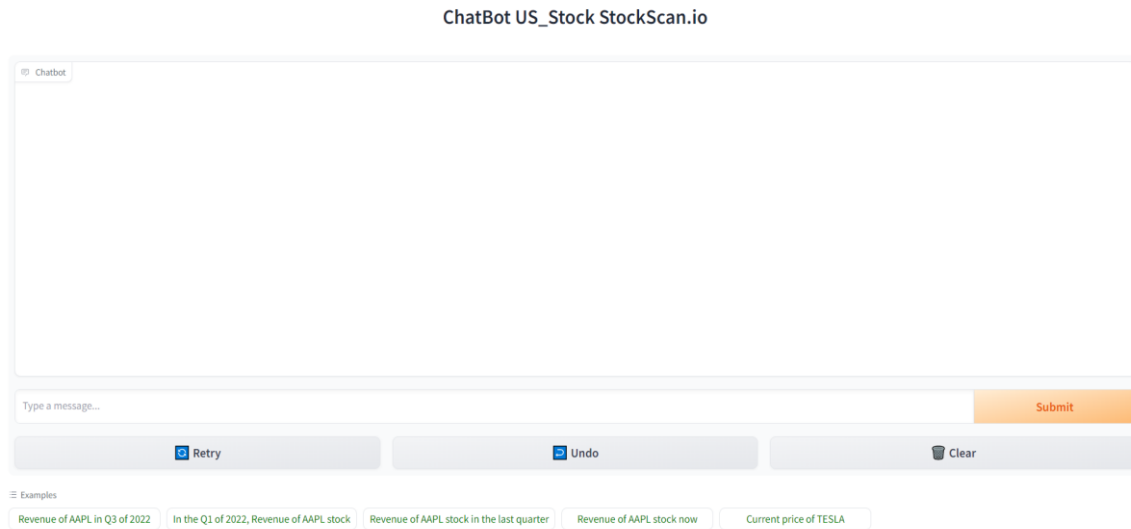 ChatBot US_Stock StockScan.io
Chatbot
Type a message...
Submit
Retry
Undo
Clear
Examples
Revenue of AAPL in Q3 of 2022
In the Q1 of 2022, Revenue of AAPL stock
Revenue of AAPL stock in the last quarter
Revenue of AAPL stock now
Current price of TESLA